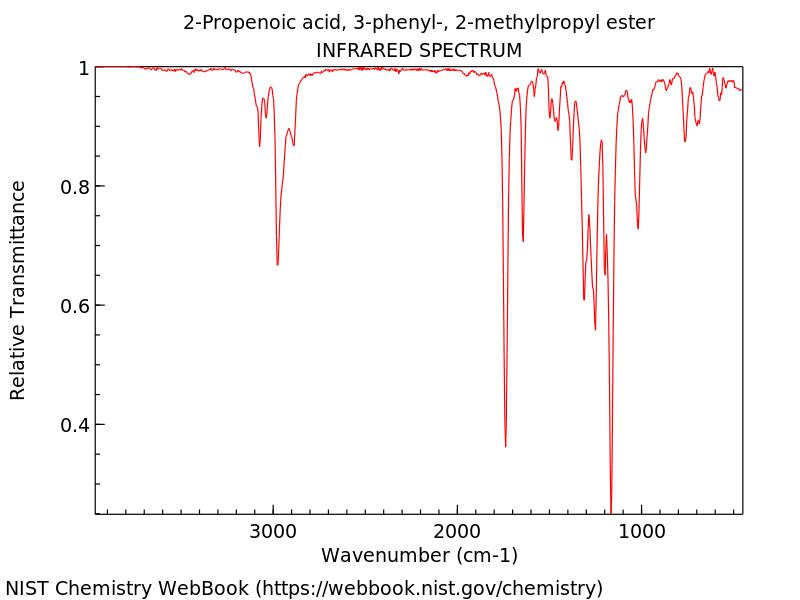 2-Propenoic acid, 3-phenyl-, 2-methylpropyl ester
INFRARED SPECTRUM
1
0.8
0.6
0.4
Relative Transmittance
3000
2000
1000
Wavenumber (cm-1)
NIST Chemistry WebBook (https://webbook.nist.gov/chemistry)